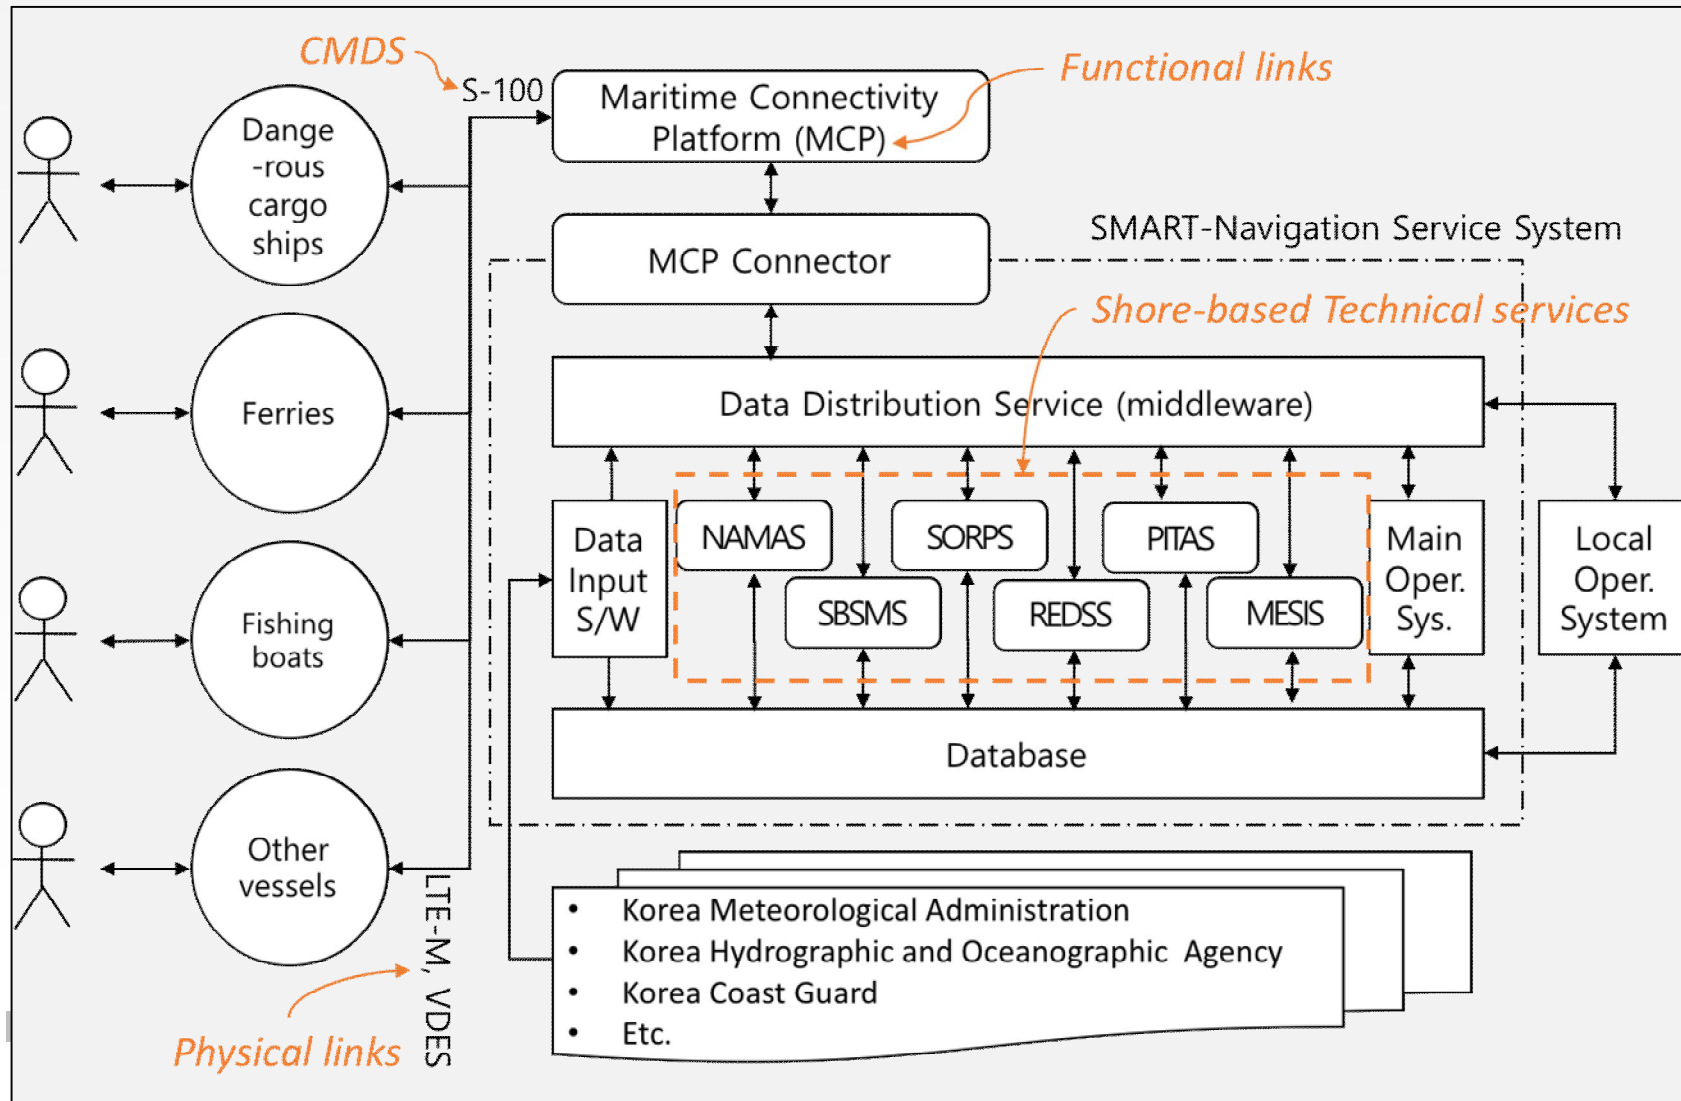 CMDS
S-100
Functional links
Maritime Connectivity
Platform (MCP)
Dange
-rous
cargo
ships
MCP Connector
SMART-Navigation Service System
Shore-based Technical services
Ferries
Data Distribution Service (middleware)
Data
Input
S/W
NAMAS
SORPS
PITAS
SBSMS
REDSS
MESIS
Main
Oper.
Sys.
Local
Oper.
System
Fishing
boats
Database
Other
vessels
LTE-M, VDES
Physical links
• Korea Meteorological Administration
• Korea Hydrographic and Oceanographic Agency
• Korea Coast Guard
• Etc.